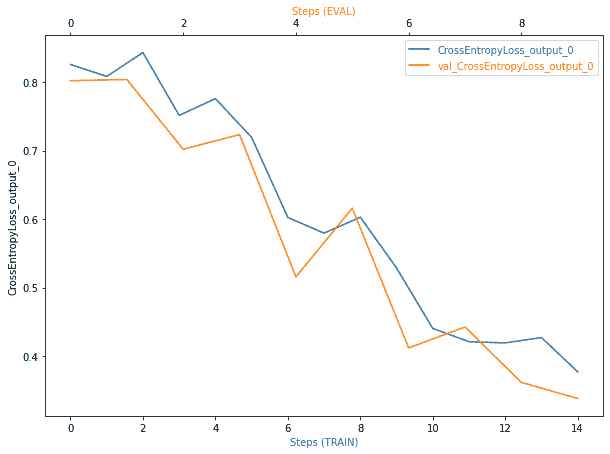 Steps (EVAL)
0 2 4 6 8
CrossEntropyLoss_output_0
val_CrossEntropyLoss_output_0
0.8
0.7
0.6
0.5
0.4
CrossEntropyLoss_output_0
0 2 4 6 8 10 12 14
Steps (TRAIN)